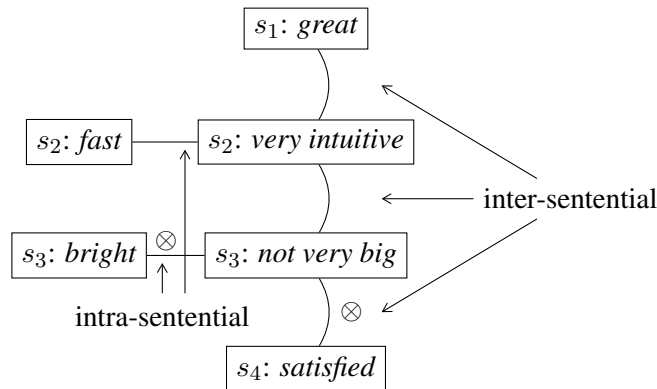 s₁: great
s₂: fast
s₂: very intuitive
inter-sentential
⊗
s₃: bright
s₃: not very big
intra-sentential
⊗
s₄: satisfied